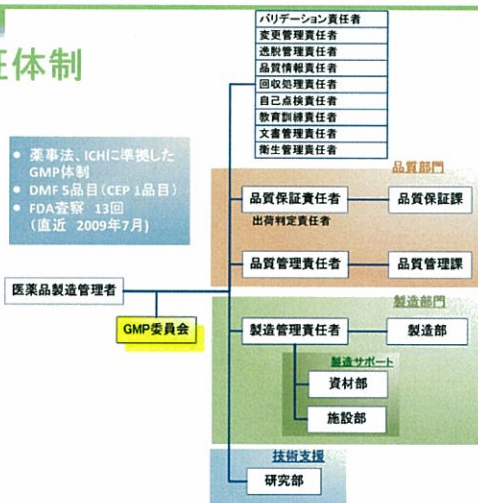 証体制
バリデーション責任者
変更管理責任者
逸脱管理責任者
品質情報責任者
回収処理責任者
自己点検責任者
教育訓練責任者
文書管理責任者
衛生管理責任者
• 薬事法、ICHに準拠した
GMP体制
• DMF 5品目(CEP 1品目)
• FDA査察 13回
(直近 2009年7月)
品質部門
品質保証責任者
品質保証課
出荷判定責任者
品質管理責任者
品質管理課
医薬品製造管理者
GMP委員会
製造部門
製造管理責任者
製造部
製造サポート
資材部
施設部
技術支援
研究部